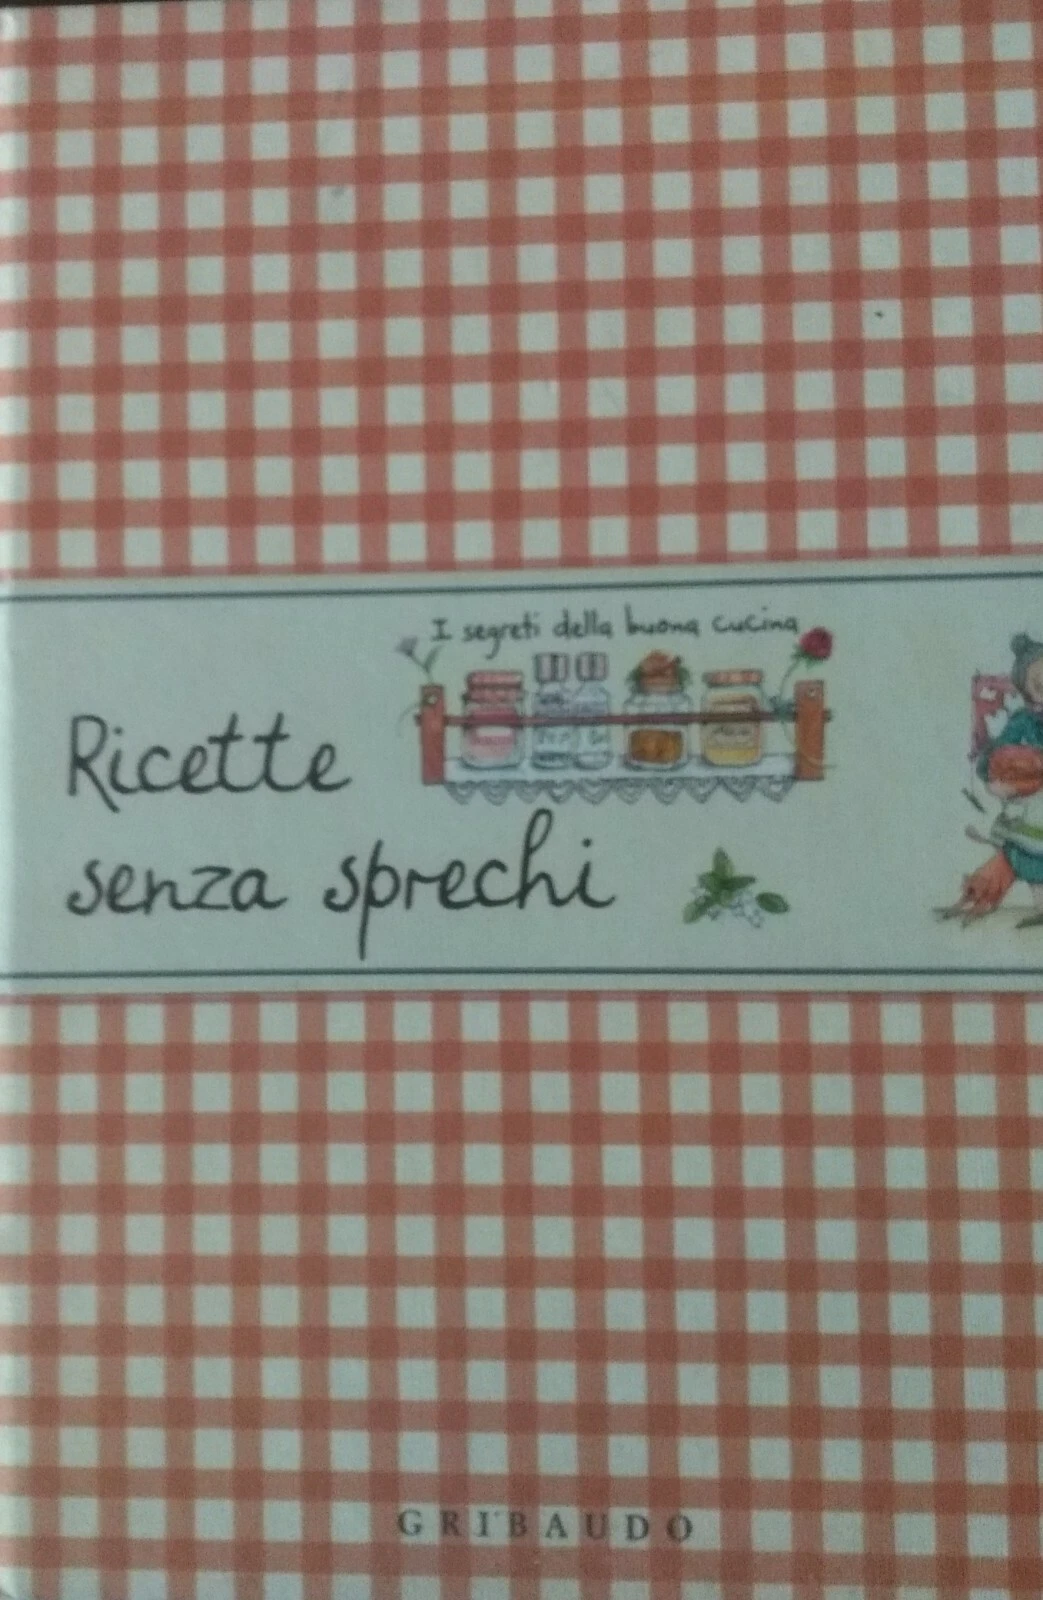 I segreti della buona cucina
Ricette
senza sprechi
GRIBAUDO